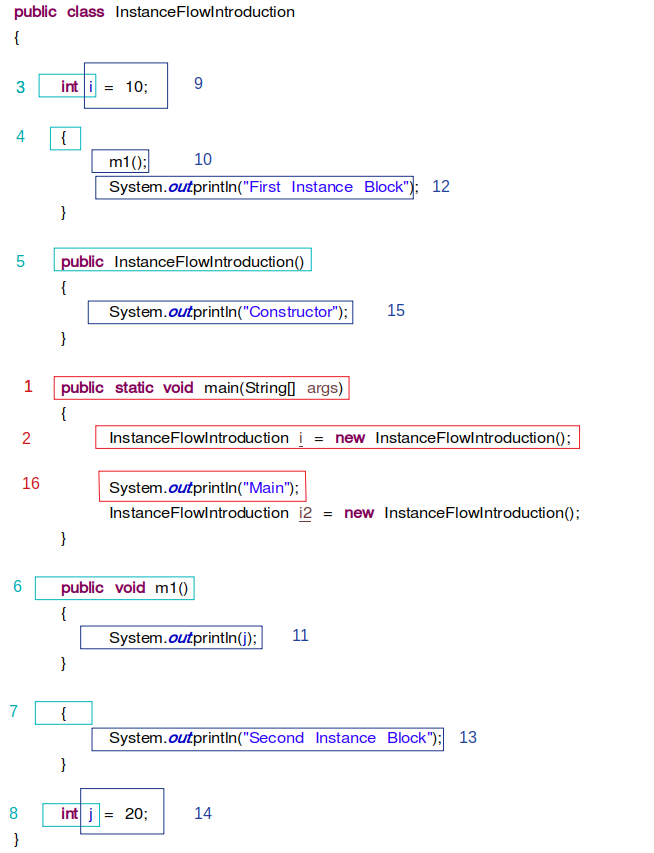 public class InstanceFlowIntroduction
{
3 int i = 10; 9
4 {
m1(); 10
System.out.println("First Instance Block"); 12
}
5 public InstanceFlowIntroduction()
{
System.out.println("Constructor"); 15
}
1 public static void main(String[] args)
{
2 InstanceFlowIntroduction i = new InstanceFlowIntroduction();
16 System.out.println("Main");
InstanceFlowIntroduction i2 = new InstanceFlowIntroduction();
}
6 public void m1()
{
System.out.println(j); 11
}
7 {
System.out.println("Second Instance Block"); 13
}
8 int j = 20; 14
}